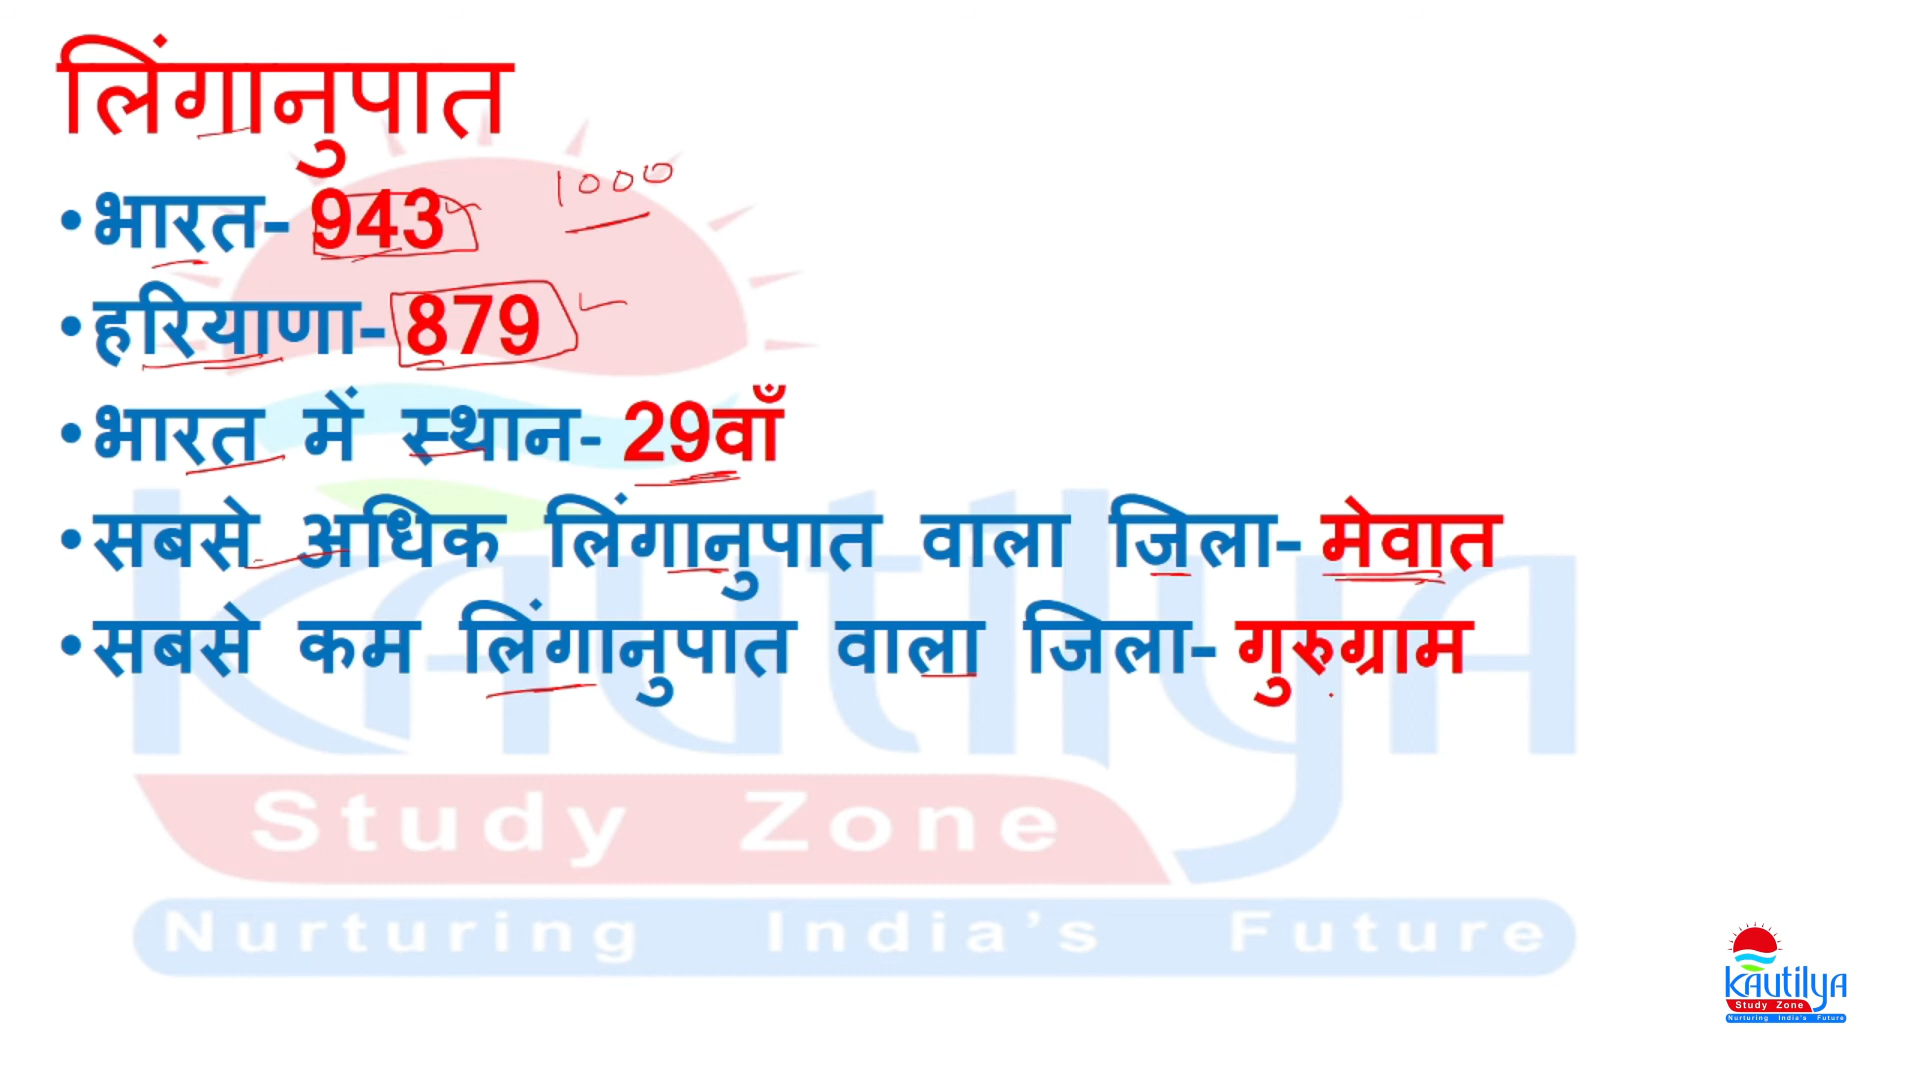 लिंगानुपात
1000
•भारत- 943
•हरियाणा- 879
•भारत में स्थान- 29वाँ
•सबसे अधिक लिंगानुपात वाला जिला- मेवात
•सबसे कम लिंगानुपात वाला जिला- गुरुग्राम
Kautilya
Study Zone
Nurturing India's Future
Kautilya
Study Zone
Nurturing India's Future